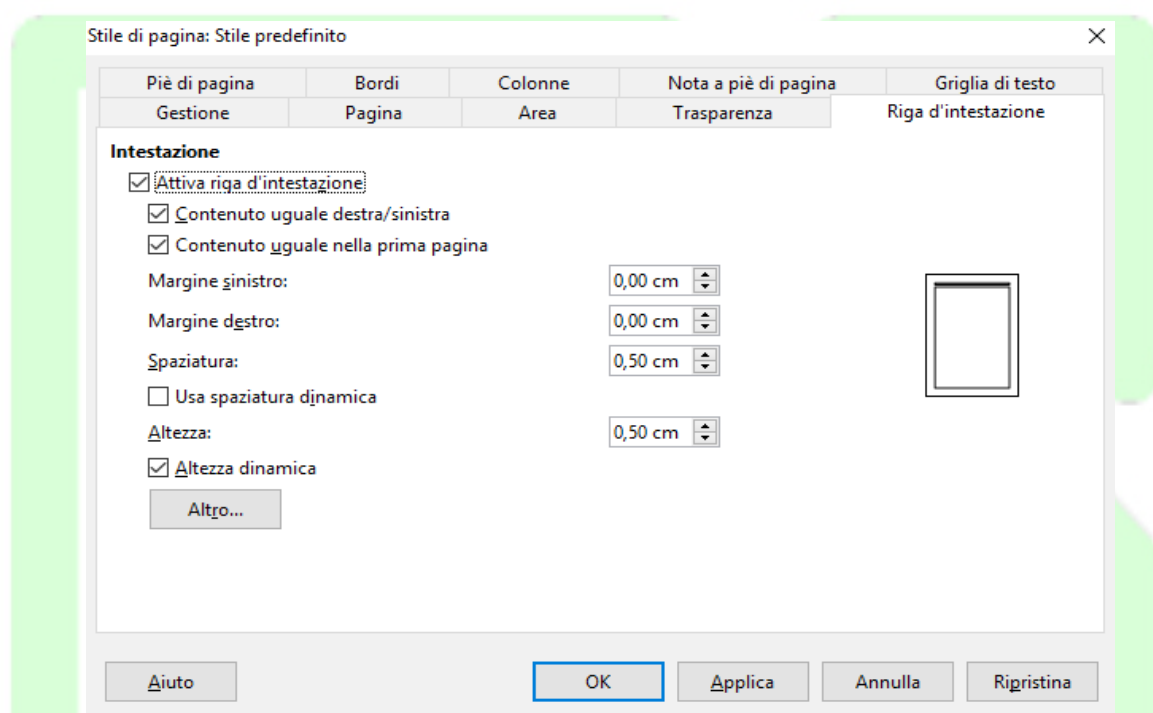 Stile di pagina: Stile predefinito
Piè di pagina Bordi Colonne Nota a piè di pagina Griglia di testo
Gestione Pagina Area Trasparenza Riga d'intestazione
Intestazione
Attiva riga d'intestazione
Contenuto uguale destra/sinistra
Contenuto uguale nella prima pagina
Margine sinistro: 0,00 cm
Margine destro: 0,00 cm
Spaziatura: 0,50 cm
Usa spaziatura dinamica
Altezza: 0,50 cm
Altezza dinamica
Altro...
Aiuto OK Applica Annulla Ripristina